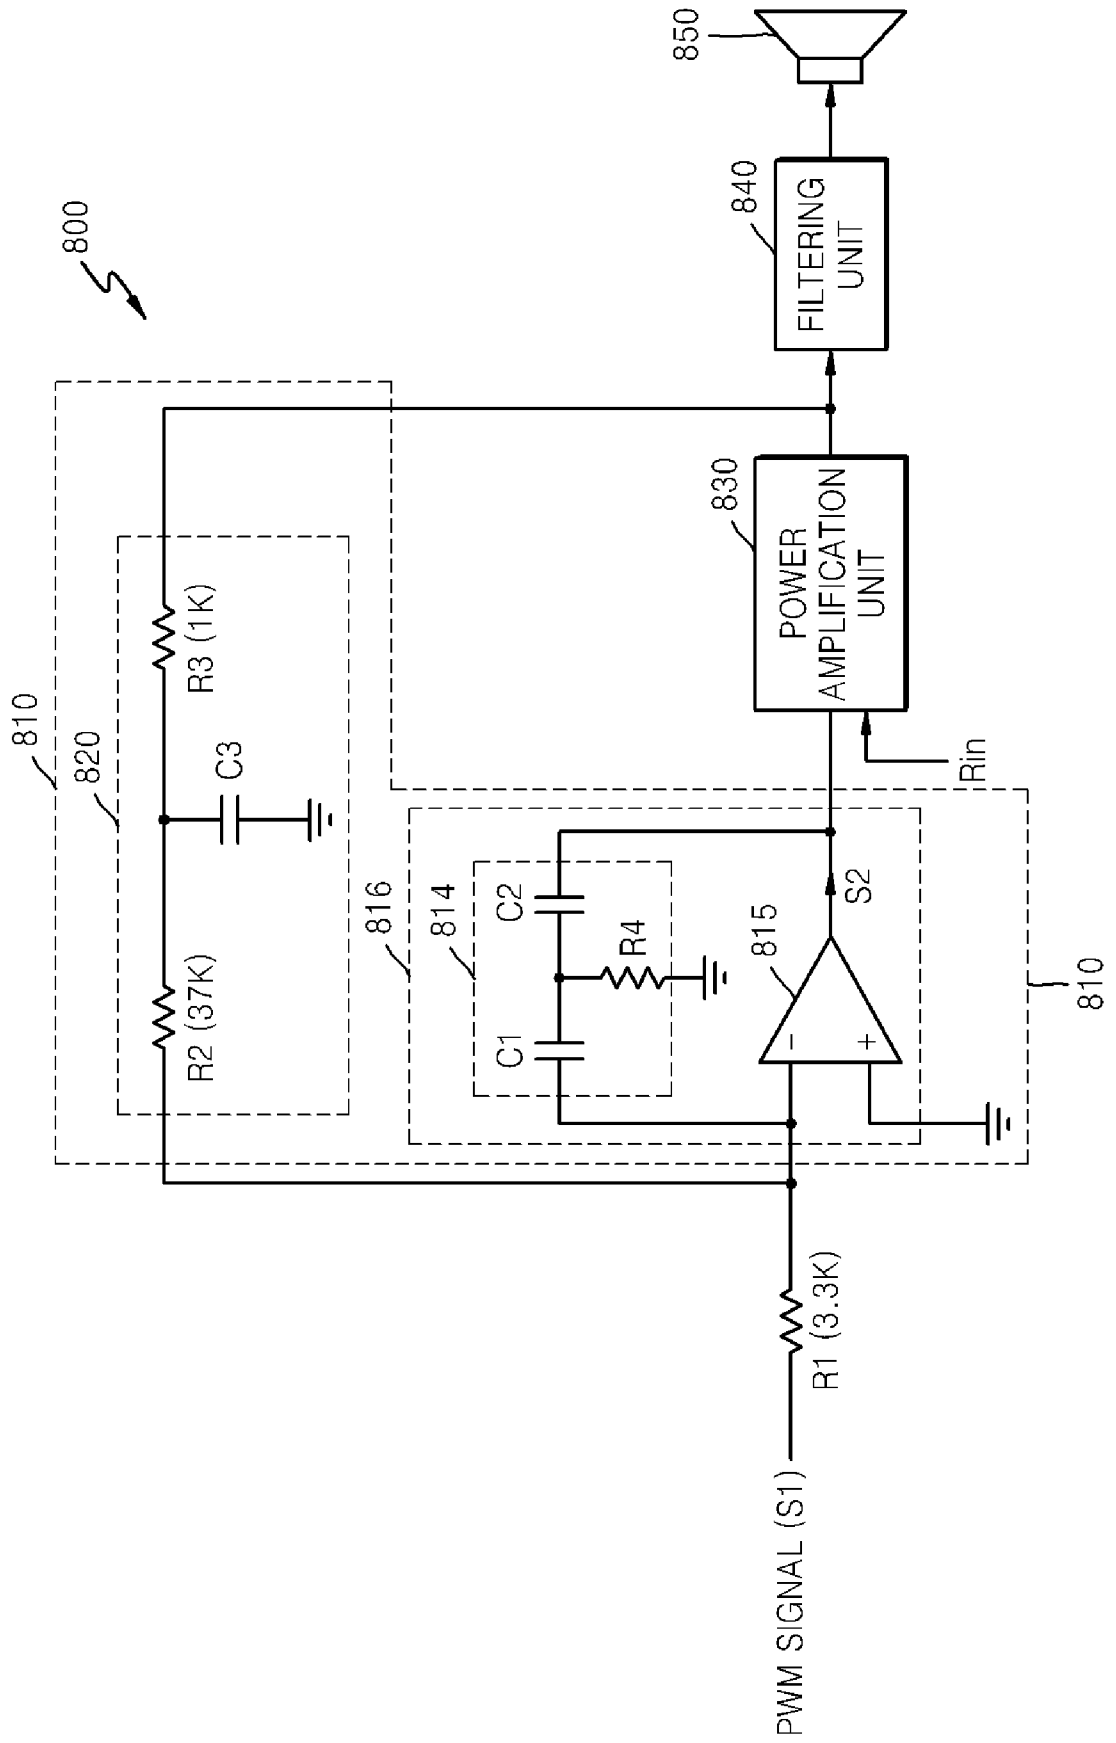 800
810
820
R2 (37K)
R3 (1K)
C3
816
814
C1
C2
R4
815
S2
830
POWER
AMPLIFICATION
UNIT
840
FILTERING
UNIT
850
PWM SIGNAL (S1)
R1 (3.3K)
-
+
Rin
810